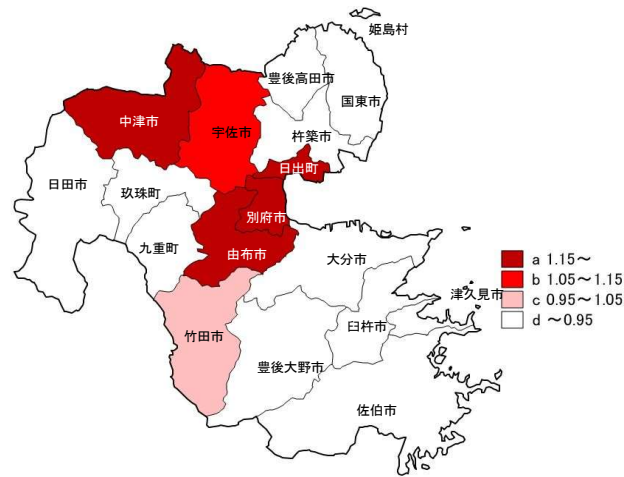 姫島村
豊後高田市
国東市
中津市
宇佐市
杵築市
日出町
日田市
玖珠町
別府市
九重町
由布市
大分市
a 1.15～
b 1.05～1.15
津久見市
c 0.95～1.05
d ～0.95
臼杵市
竹田市
豊後大野市
佐伯市